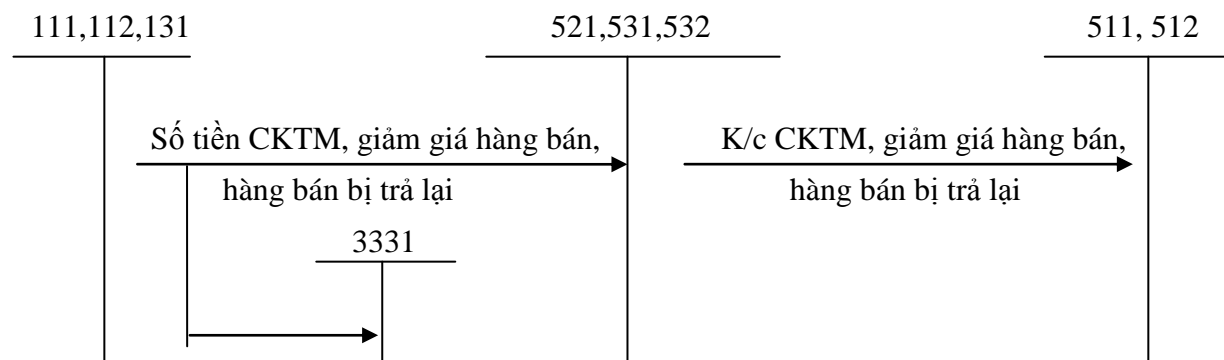 111,112,131
521,531,532
511, 512
Số tiền CKTM, giảm giá hàng bán,
hàng bán bị trả lại
K/c CKTM, giảm giá hàng bán,
hàng bán bị trả lại
3331